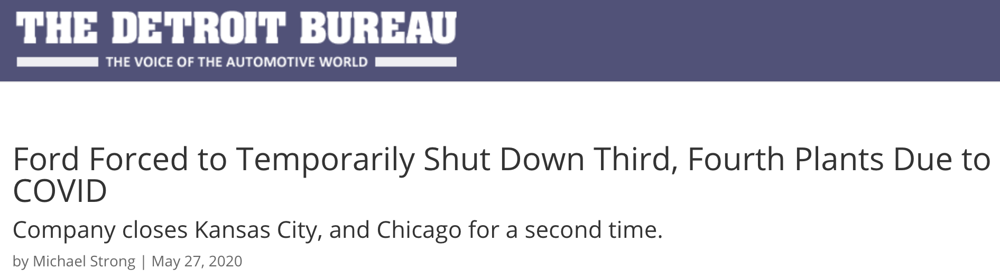 THE DETROIT BUREAU
THE VOICE OF THE AUTOMOTIVE WORLD
Ford Forced to Temporarily Shut Down Third, Fourth Plants Due to
COVID
Company closes Kansas City, and Chicago for a second time.
by Michael Strong | May 27, 2020